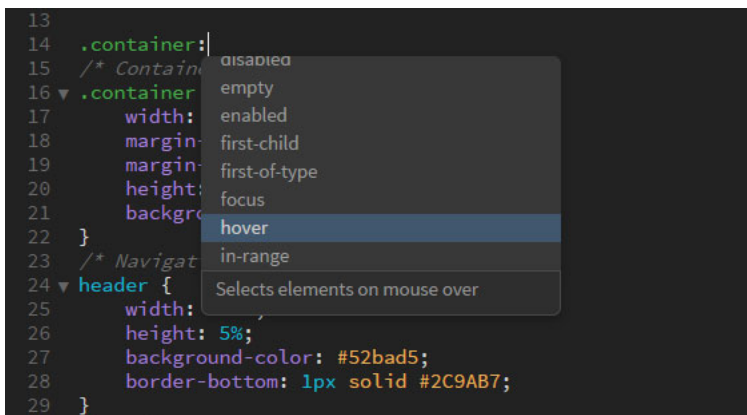 13
14 .container:
disabled
15 /* Containe
empty
16 .container
enabled
17 width:
first-child
18 margin-
first-of-type
19 margin-
focus
20 height:
hover
21 backgro
in-range
22 }
23 /* Navigat
Selects elements on mouse over
24 header {
25 width:
26 height: 5%;
27 background-color: #52bad5;
28 border-bottom: 1px solid #2C9AB7;
29 }